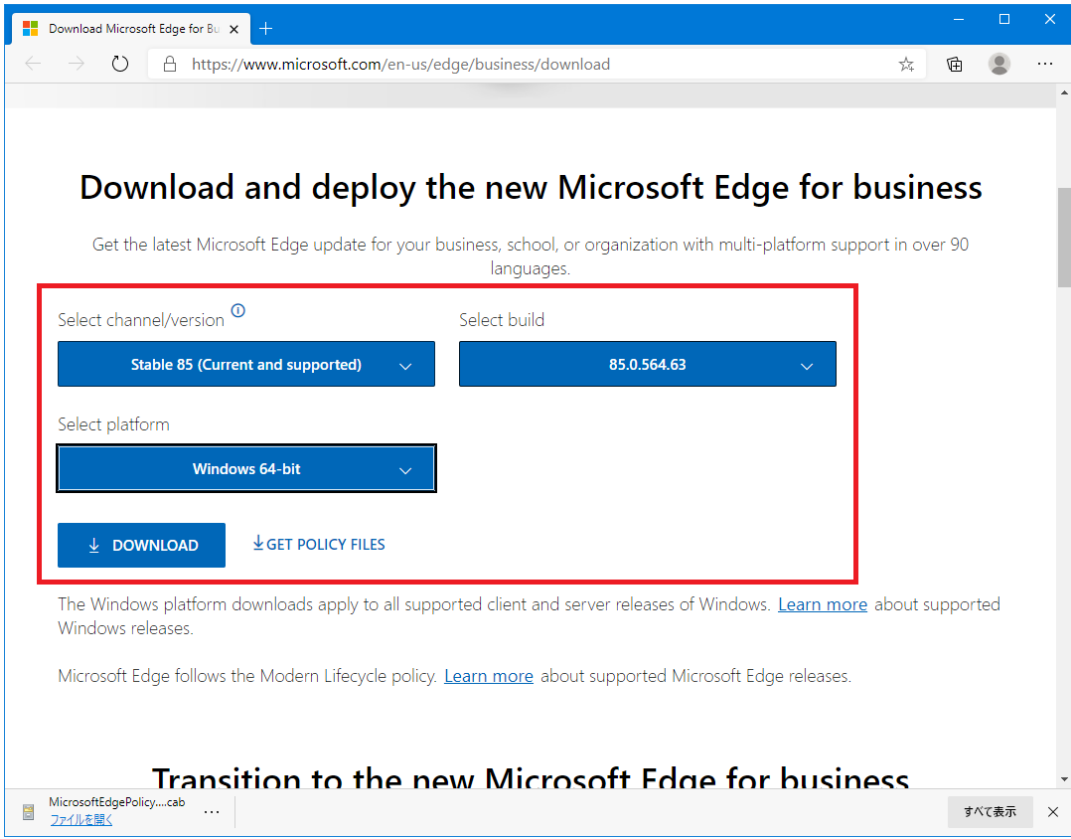 Download Microsoft Edge for Bu
https://www.microsoft.com/en-us/edge/business/download
Download and deploy the new Microsoft Edge for business
Get the latest Microsoft Edge update for your business, school, or organization with multi-platform support in over 90
languages.
Select channel/version
Select build
Stable 85 (Current and supported)
85.0.564.63
Select platform
Windows 64-bit
DOWNLOAD
GET POLICY FILES
The Windows platform downloads apply to all supported client and server releases of Windows. Learn more about supported
Windows releases.
Microsoft Edge follows the Modern Lifecycle policy. Learn more about supported Microsoft Edge releases.
Transition to the new Microsoft Edge for business
MicrosoftEdgePolicy....cab
ファイルを開く
すべて表示